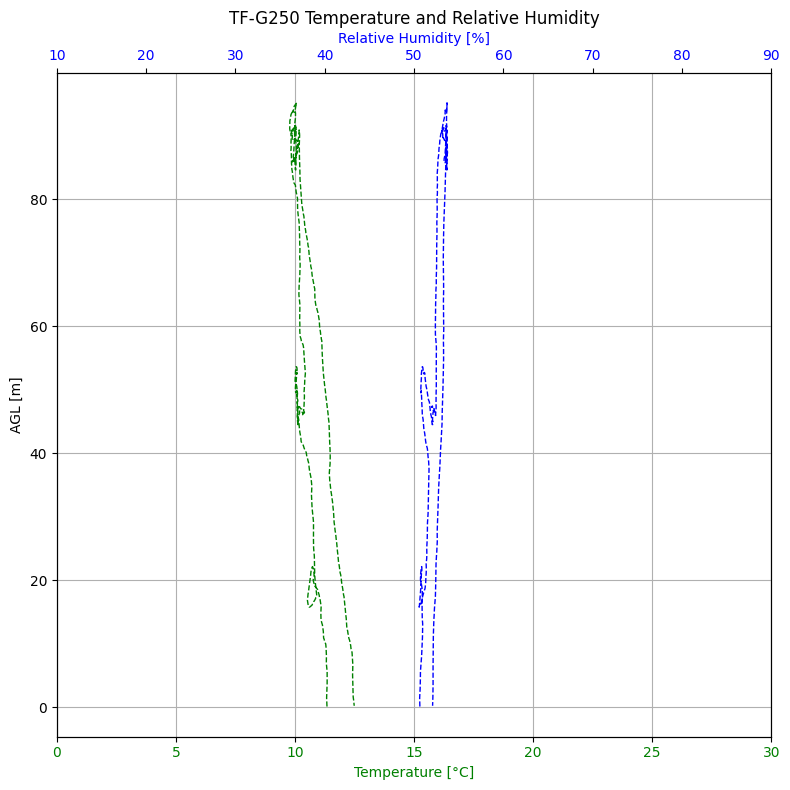 TF-G250 Temperature and Relative Humidity
Relative Humidity [%]
10 20 30 40 50 60 70 80 90
AGL [m]
80
60
40
20
0
0 5 10 15 20 25 30
Temperature [°C]